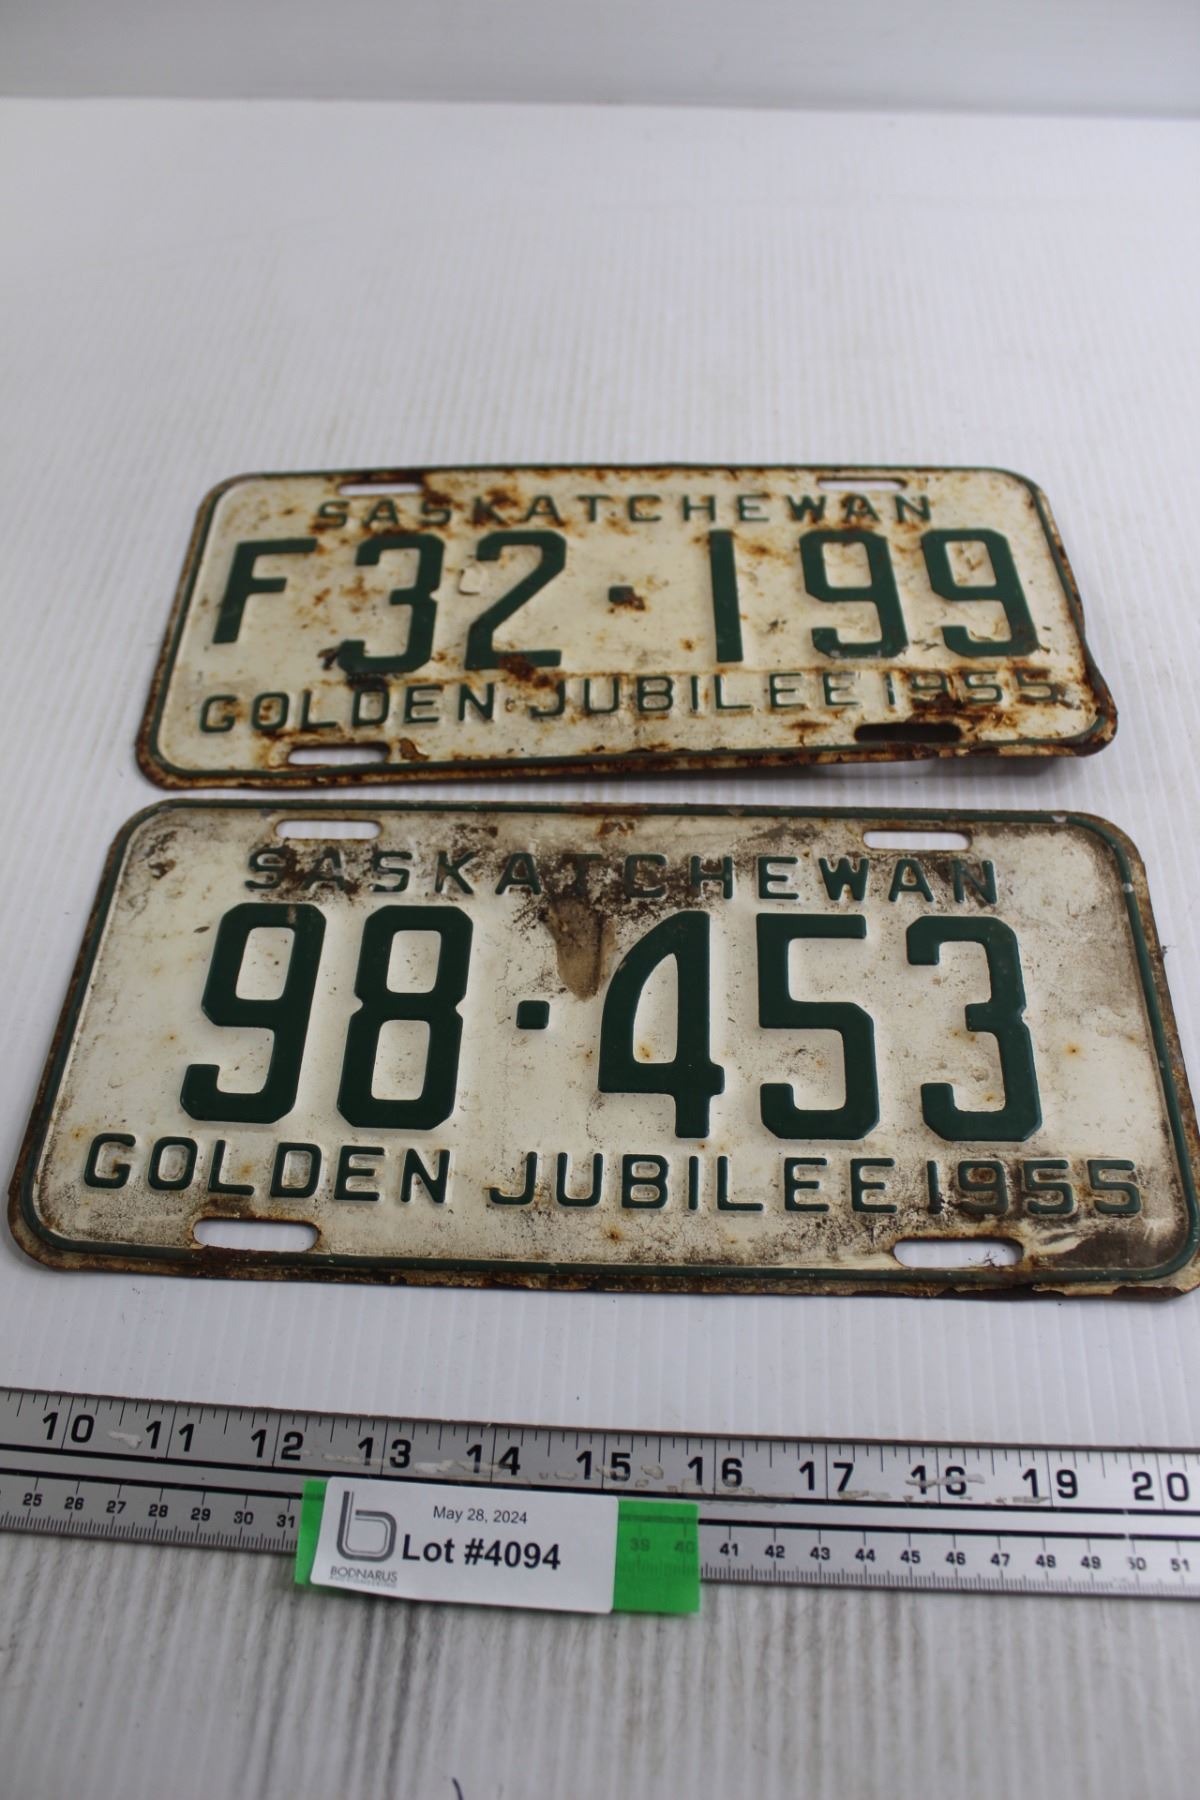 SASKATCHEWAN
F32·199
GOLDEN JUBILEE 1955
SASKATCHEWAN
98·453
GOLDEN JUBILEE 1955
10 11 12 13 14 15 16 17 18 19 20
25 26 27 28 29 30 31 39 40 41 42 43 44 45 46 47 48 49 50 51
May 28, 2024
Lot #4094
BODNARUS